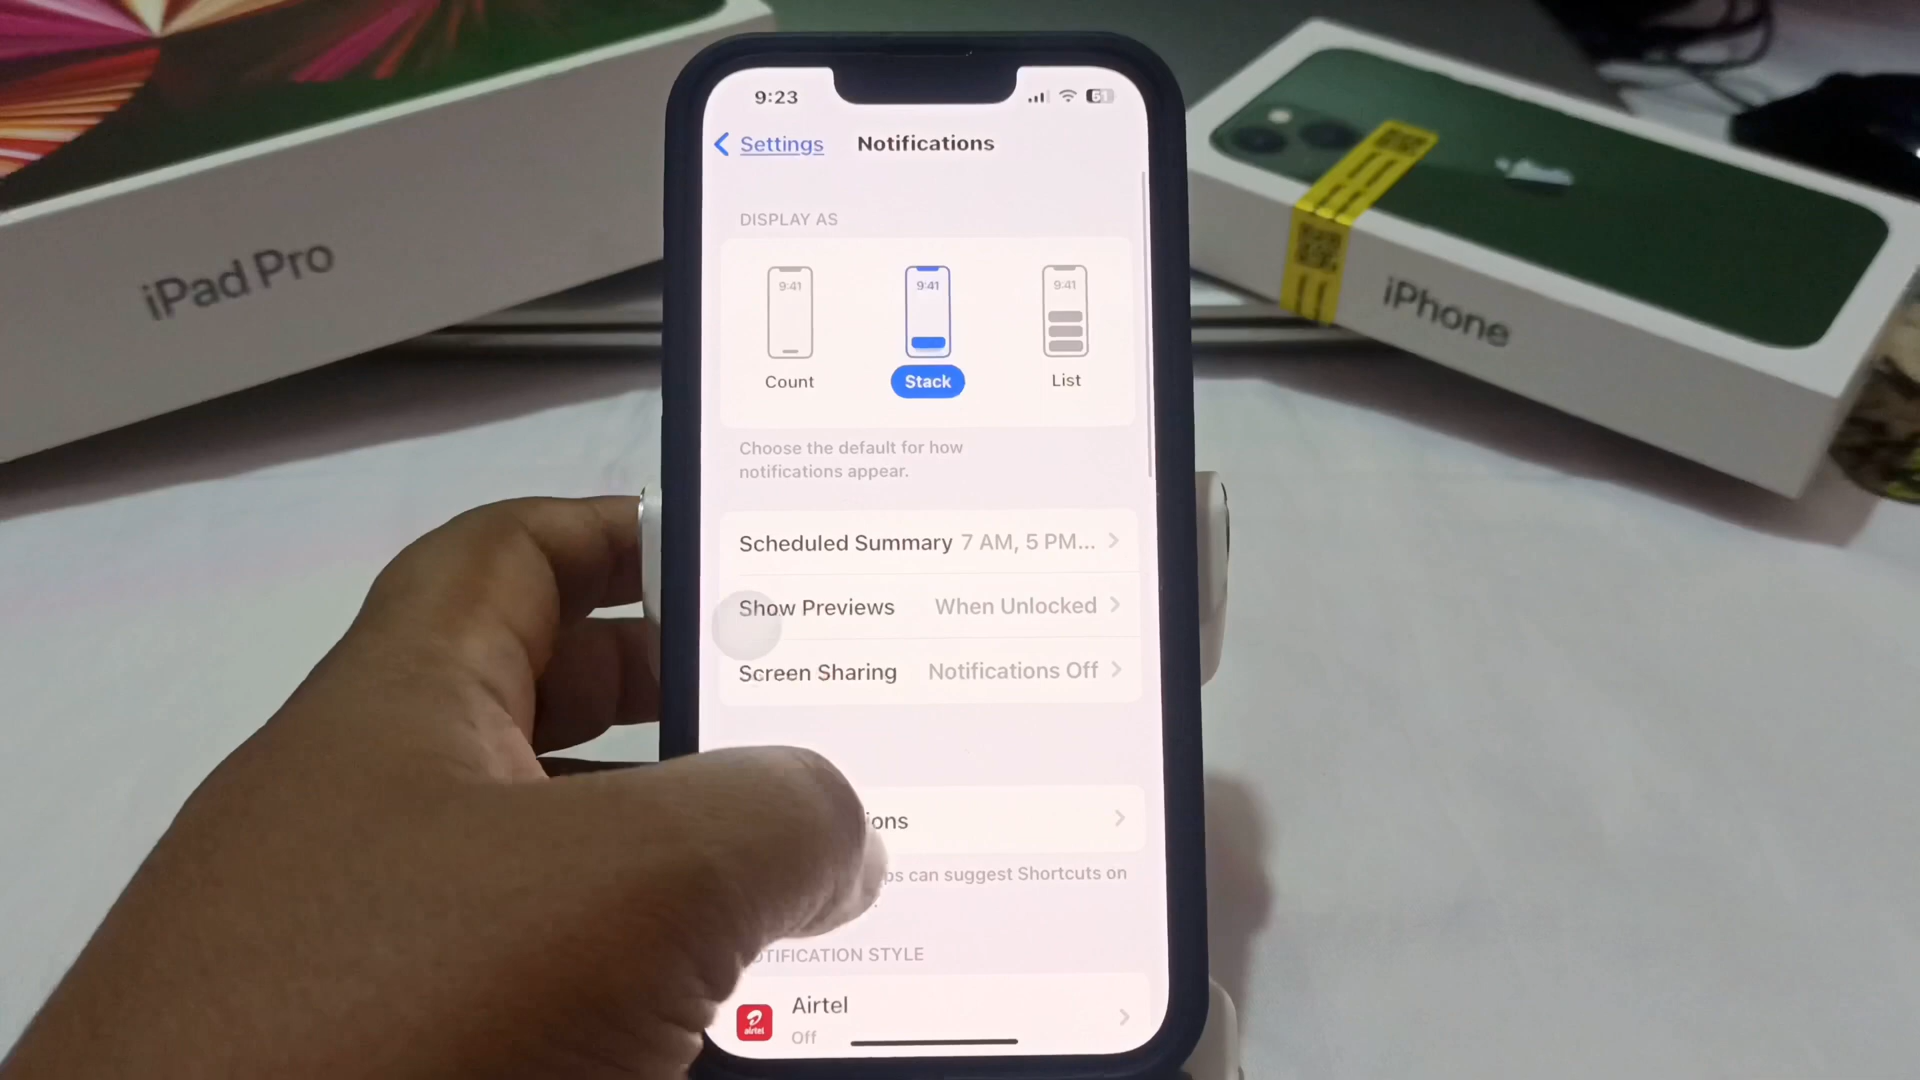 9:23
51
Settings
Notifications
DISPLAY AS
9:41
9:41
9:41
Count
Stack
List
Choose the default for how
notifications appear.
Scheduled Summary 7 AM, 5 PM...
Show Previews When Unlocked
Screen Sharing Notifications Off
ions
ps can suggest Shortcuts on
TIFICATION STYLE
Airtel
airtel
Off
iPad Pro
iPhone